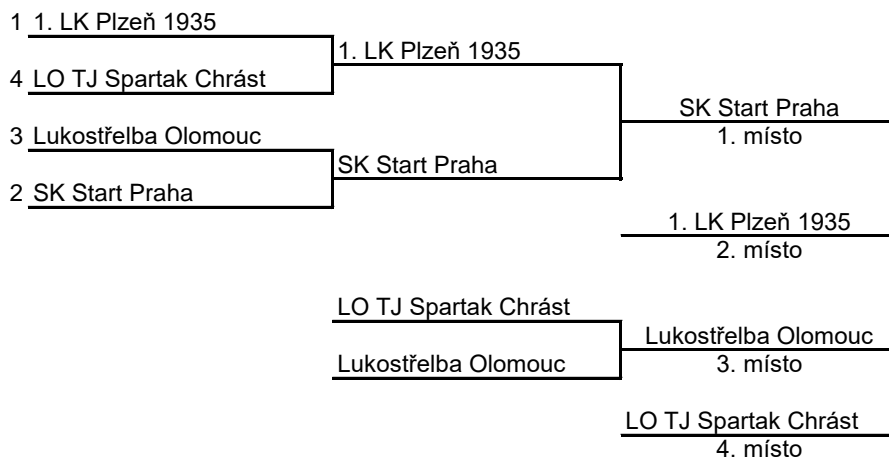 1 1. LK Plzeň 1935
1. LK Plzeň 1935
4 LO TJ Spartak Chrást
SK Start Praha
1. místo
3 Lukostřelba Olomouc
SK Start Praha
2 SK Start Praha
1. LK Plzeň 1935
2. místo
LO TJ Spartak Chrást
Lukostřelba Olomouc
3. místo
Lukostřelba Olomouc
LO TJ Spartak Chrást
4. místo